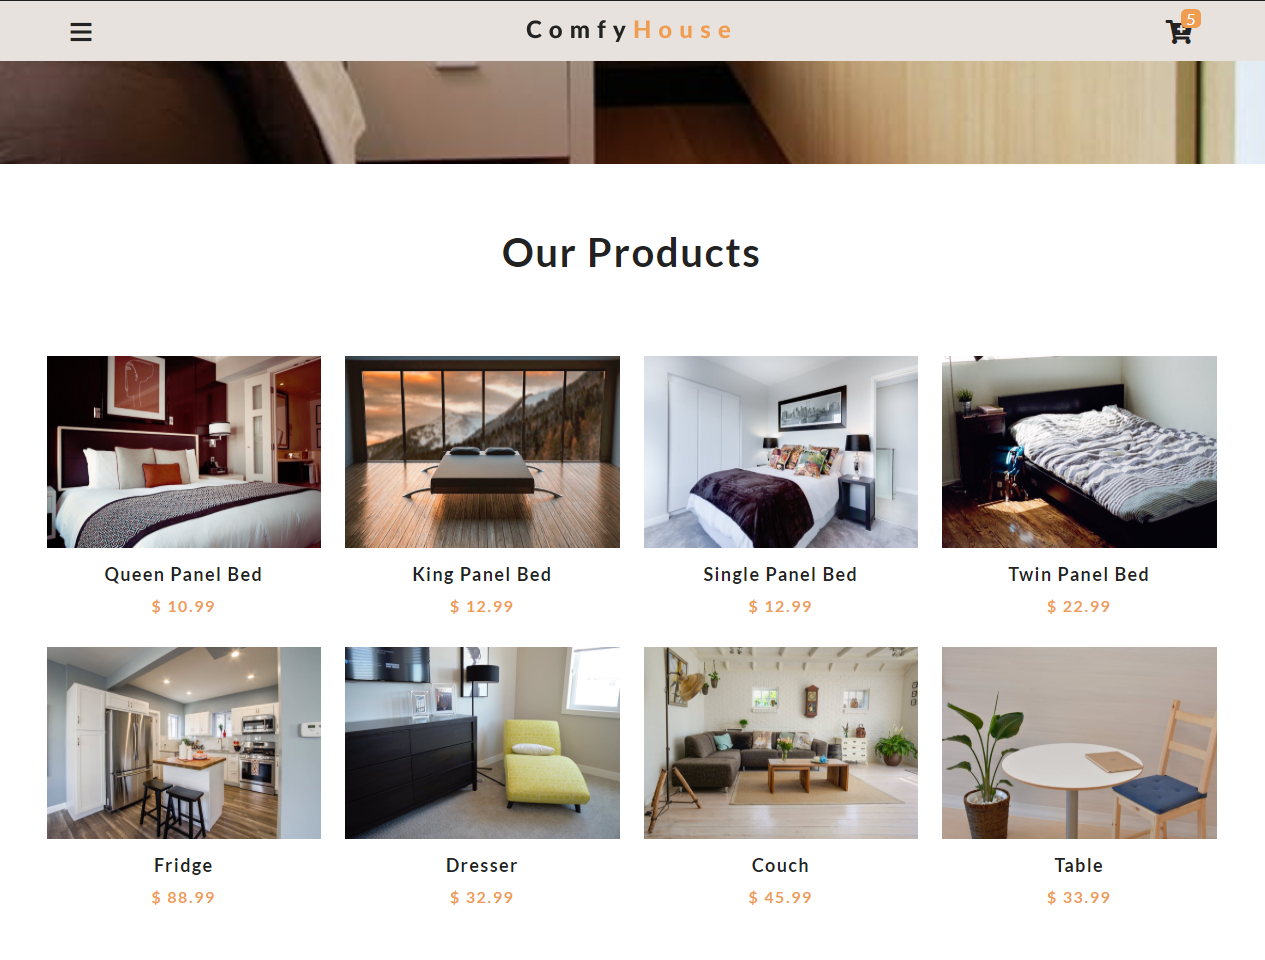 ComfyHouse
5
Our Products
Queen Panel Bed
$ 10.99
King Panel Bed
$ 12.99
Single Panel Bed
$ 12.99
Twin Panel Bed
$ 22.99
Fridge
$ 88.99
Dresser
$ 32.99
Couch
$ 45.99
Table
$ 33.99